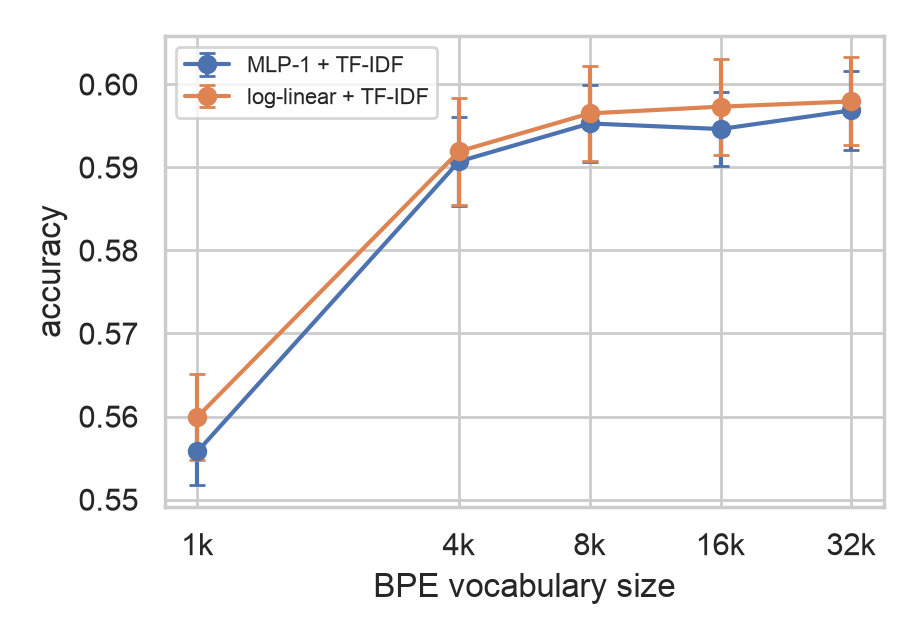 MLP-1 + TF-IDF
log-linear + TF-IDF
0.60
0.59
0.58
0.57
0.56
0.55
accuracy
1k 4k 8k 16k 32k
BPE vocabulary size